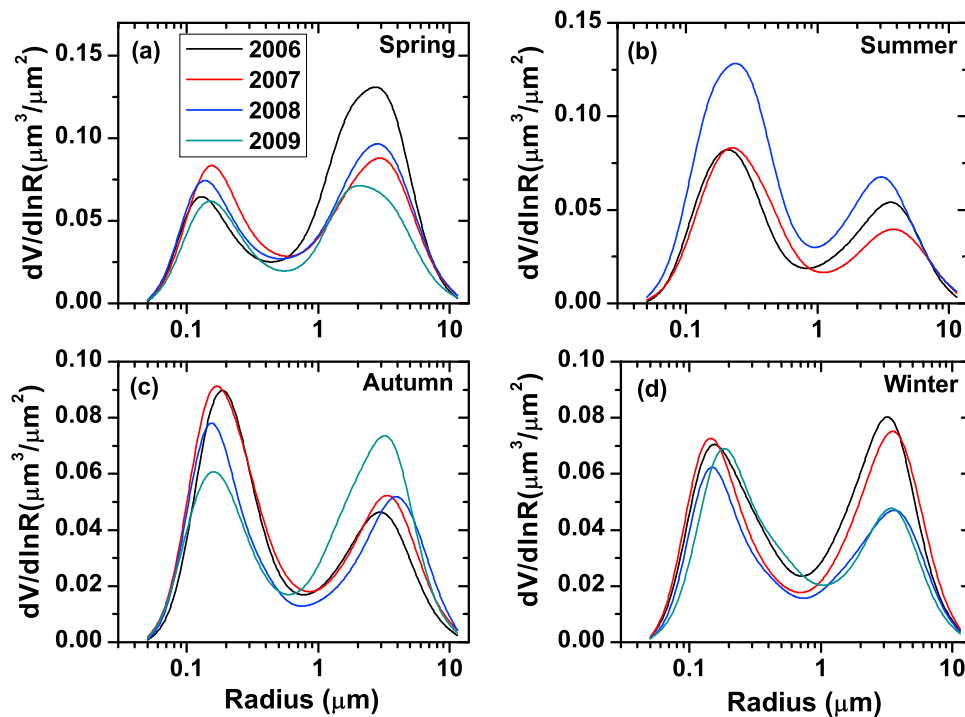 (a)
2006
2007
2008
2009
Spring
dV/dlnR(μm³/μm²)
0.15
0.10
0.05
0.00
0.1
1
10
(b)
Summer
dV/dlnR(μm³/μm²)
0.15
0.10
0.05
0.00
0.1
1
10
(c)
Autumn
dV/dlnR(μm³/μm²)
0.10
0.08
0.06
0.04
0.02
0.00
0.1
1
10
Radius (μm)
(d)
Winter
dV/dlnR(μm³/μm²)
0.10
0.08
0.06
0.04
0.02
0.00
0.1
1
10
Radius (μm)